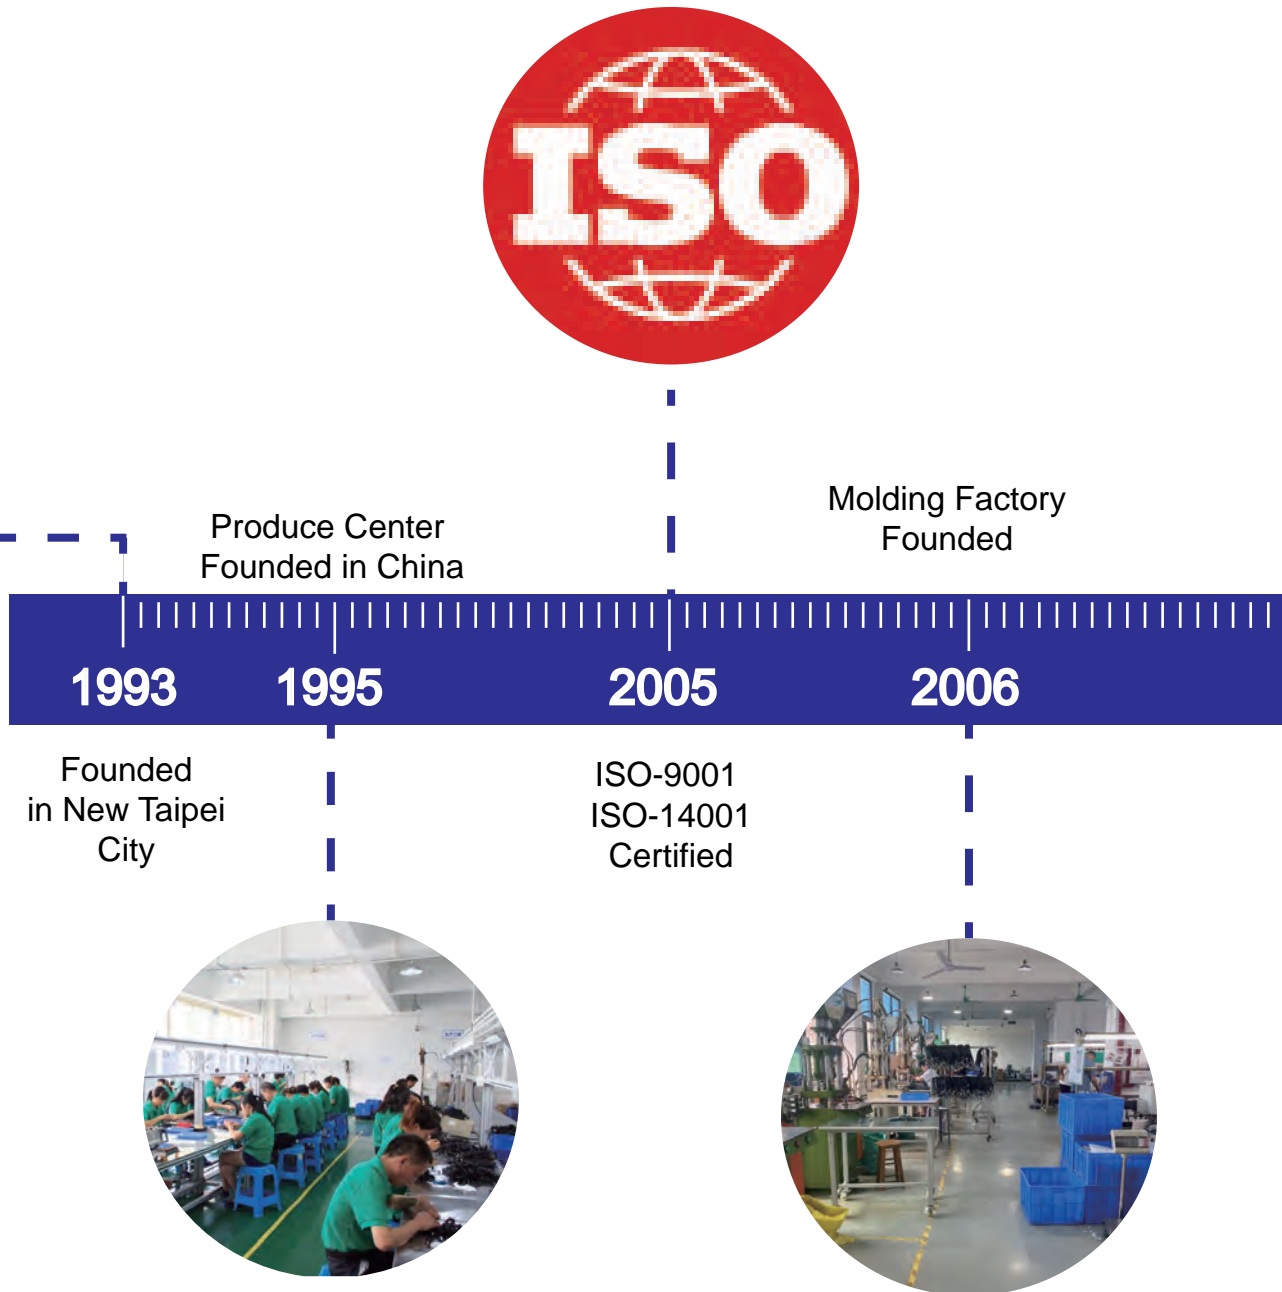 ISO
Produce Center
Founded in China
Molding Factory
Founded
1993
1995
2005
2006
Founded
in New Taipei
City
ISO-9001
ISO-14001
Certified